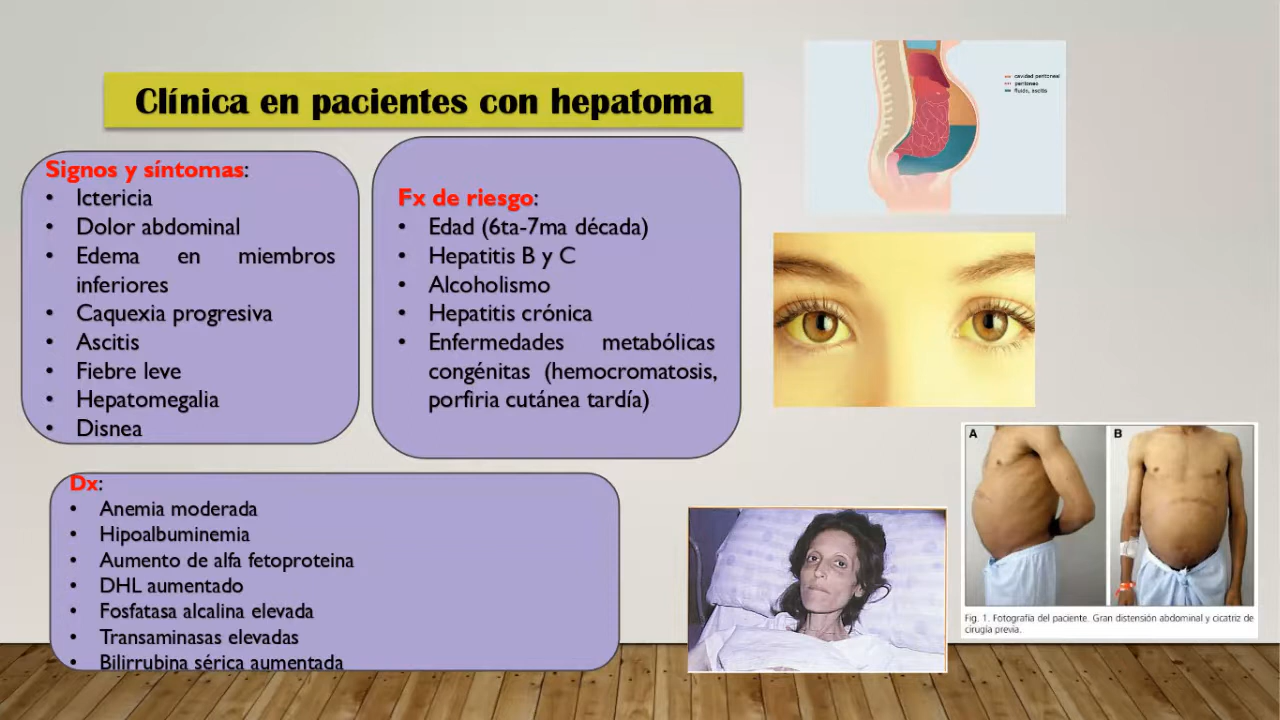 Clínica en pacientes con hepatoma
Signos y síntomas:
• Ictericia
• Dolor abdominal
• Edema en miembros
inferiores
• Caquexia progresiva
• Ascitis
• Fiebre leve
• Hepatomegalia
• Disnea
Fx de riesgo:
• Edad (6ta-7ma década)
• Hepatitis B y C
• Alcoholismo
• Hepatitis crónica
• Enfermedades metabólicas
congénitas (hemocromatosis,
porfiria cutánea tardía)
Dx:
• Anemia moderada
• Hipoalbuminemia
• Aumento de alfa fetoproteina
• DHL aumentado
• Fosfatasa alcalina elevada
• Transaminasas elevadas
• Bilirrubina sérica aumentada
cavidad peritoneal
peritoneo
fluido, ascitis
A
B
Fig. 1. Fotografía del paciente. Gran distensión abdominal y cicatriz de
cirugía previa.